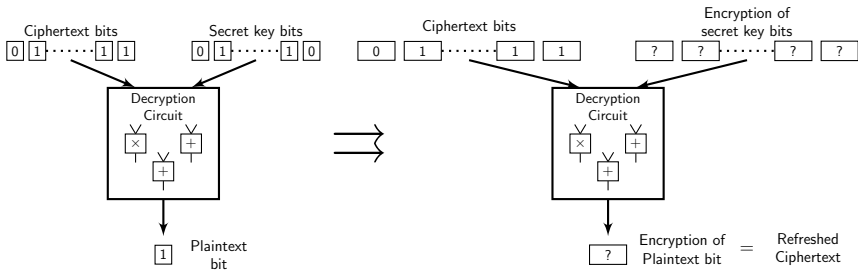 Ciphertext bits
0 1 ...... 1 1
Secret key bits
0 1 ...... 1 0
Decryption
Circuit
× +
+
1
Plaintext
bit
⇒
Ciphertext bits
0 1 ...... 1 1
Encryption of
secret key bits
? ? ...... ? ?
Decryption
Circuit
× +
+
?
Encryption of
Plaintext bit
=
Refreshed
Ciphertext